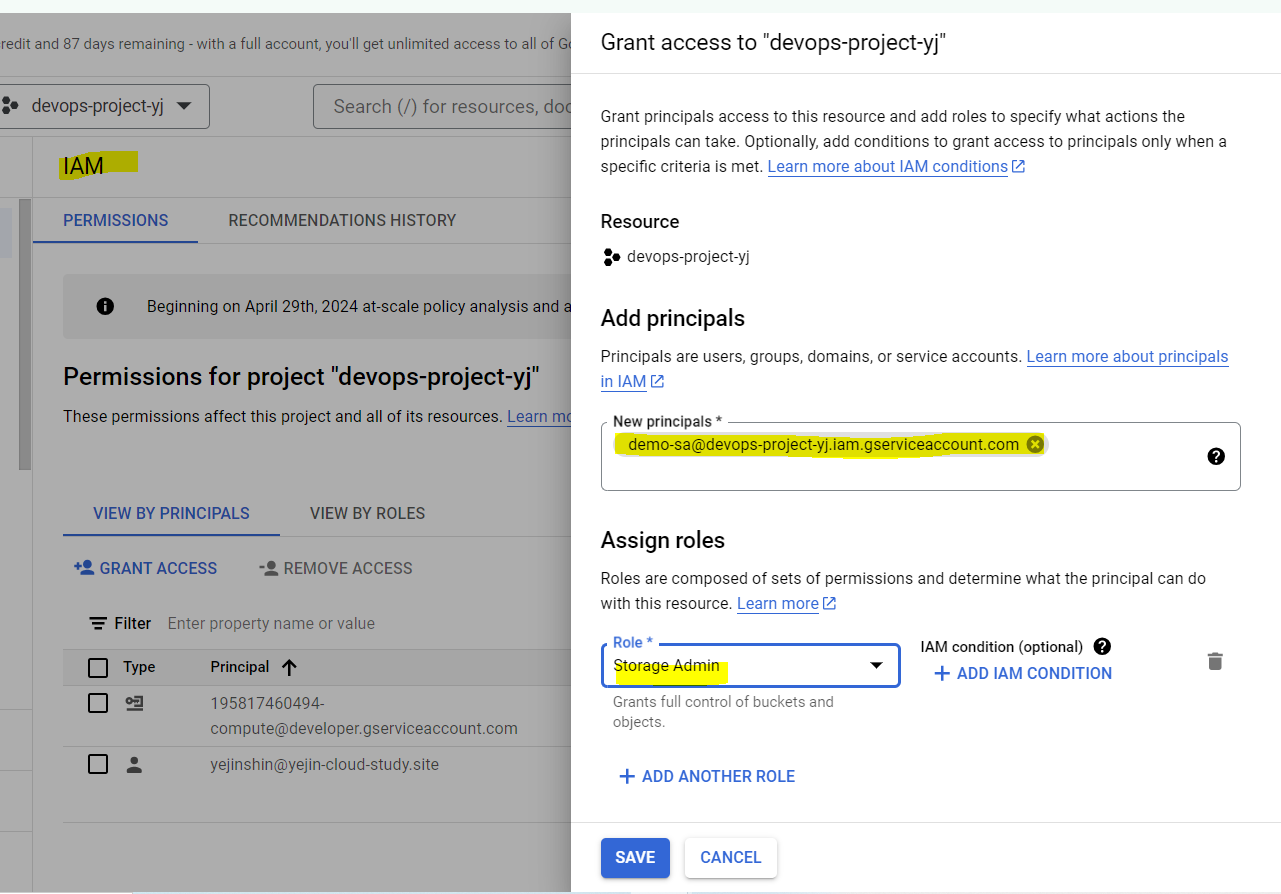 redit and 87 days remaining - with a full account, you'll get unlimited access to all of Go
devops-project-yj
Search (/) for resources, doc
IAM
PERMISSIONS
RECOMMENDATIONS HISTORY
Beginning on April 29th, 2024 at-scale policy analysis and a
Permissions for project "devops-project-yj"
These permissions affect this project and all of its resources. Learn mo
VIEW BY PRINCIPALS
VIEW BY ROLES
GRANT ACCESS
REMOVE ACCESS
Filter Enter property name or value
Type Principal
195817460494-
compute@developer.gserviceaccount.com
yejinshin@yejin-cloud-study.site
Grant access to "devops-project-yj"
Grant principals access to this resource and add roles to specify what actions the
principals can take. Optionally, add conditions to grant access to principals only when a
specific criteria is met. Learn more about IAM conditions
Resource
devops-project-yj
Add principals
Principals are users, groups, domains, or service accounts. Learn more about principals
in IAM
New principals *
demo-sa@devops-project-yj.iam.gserviceaccount.com
Assign roles
Roles are composed of sets of permissions and determine what the principal can do
with this resource. Learn more
Role *
Storage Admin
Grants full control of buckets and
objects.
IAM condition (optional)
ADD IAM CONDITION
ADD ANOTHER ROLE
SAVE
CANCEL